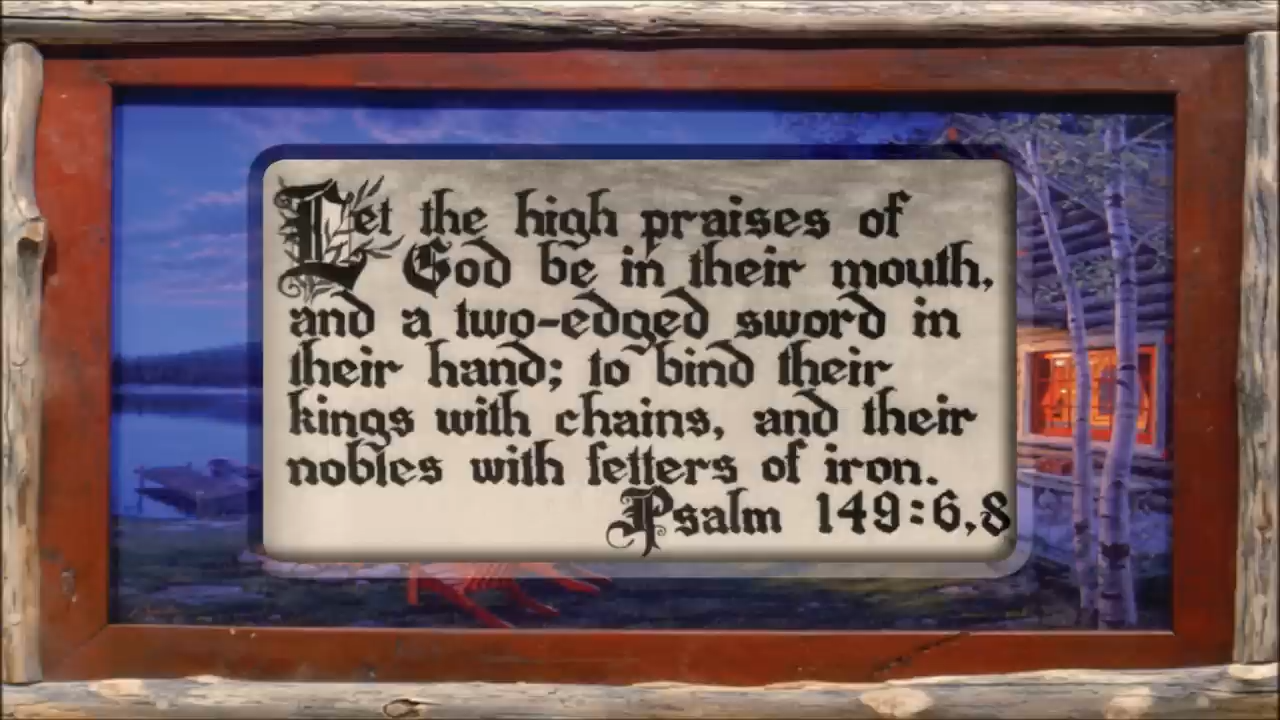 Let the high praises of
God be in their mouth,
and a two-edged sword in
their hand; to bind their
kings with chains, and their
nobles with fetters of iron.
Psalm 149:6,8